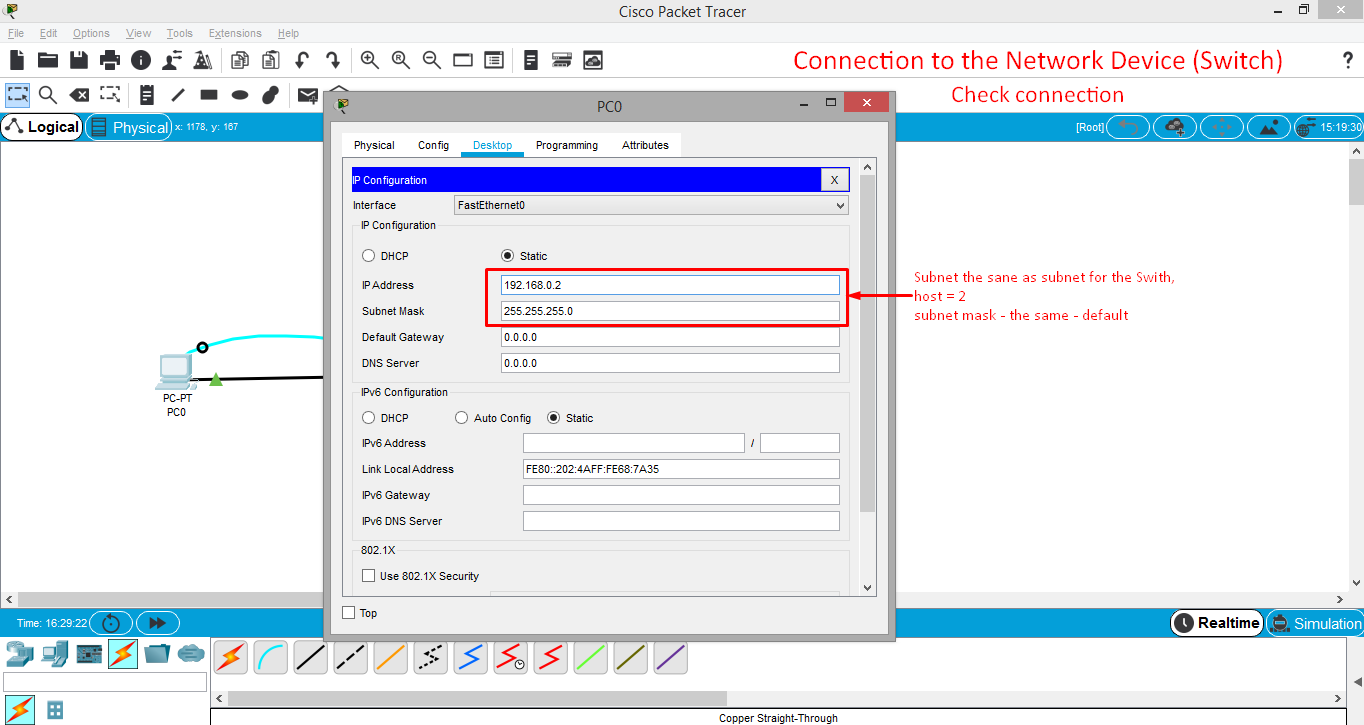 Cisco Packet Tracer
File Edit Options View Tools Extensions Help
Connection to the Network Device (Switch)
?
Check connection
Logical
Physical
x: 1178, y: 167
[Root]
15:19:30
PC0
Physical Config Desktop Programming Attributes
IP Configuration
X
Interface
FastEthernet0
IP Configuration
DHCP
Static
IP Address
192.168.0.2
Subnet Mask
255.255.255.0
Default Gateway
0.0.0.0
DNS Server
0.0.0.0
Subnet the sane as subnet for the Swith,
host = 2
subnet mask - the same - default
PC-PT
PC0
IPv6 Configuration
DHCP
Auto Config
Static
IPv6 Address
/
Link Local Address
FE80::202:4AFF:FE68:7A35
IPv6 Gateway
IPv6 DNS Server
802.1X
Use 802.1X Security
Top
Time: 16:29:22
Realtime
Simulation
Copper Straight-Through